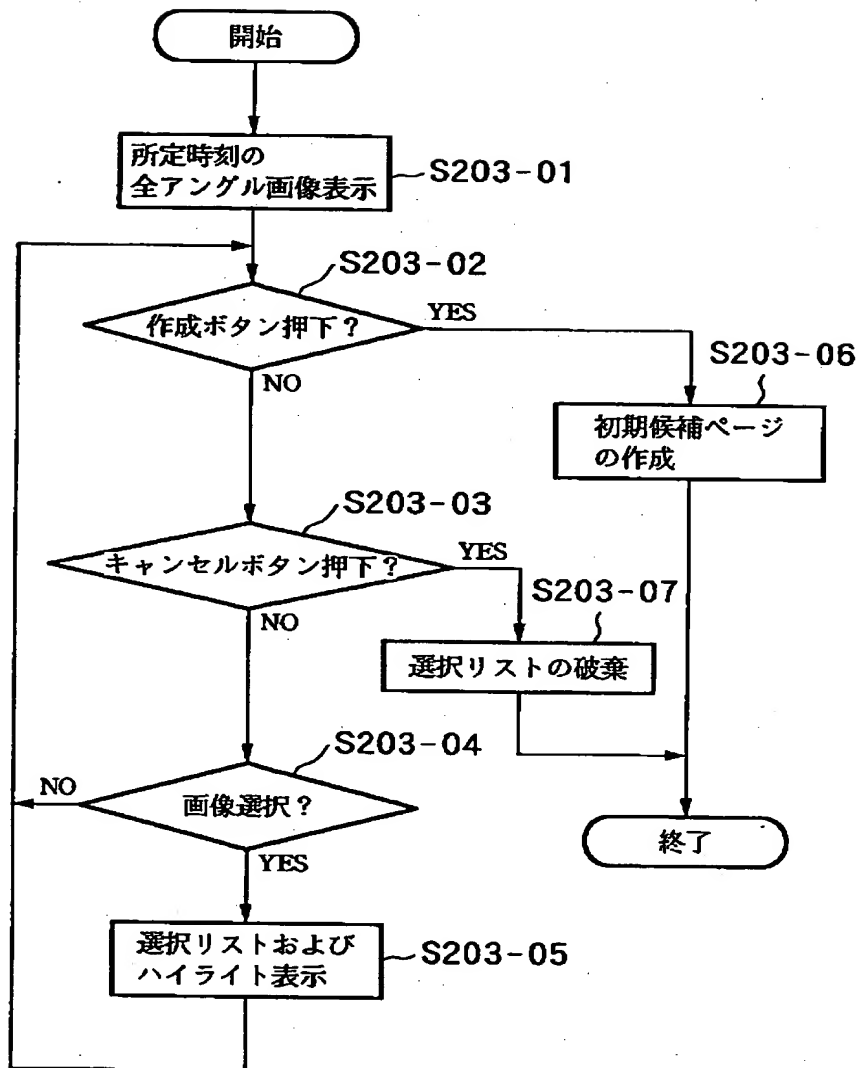 開始
所定時刻の
全アングル画像表示
S203-01
S203-02
作成ボタン押下?
YES
NO
S203-06
初期候補ページ
の作成
S203-03
キャンセルボタン押下?
YES
NO
S203-07
選択リストの破棄
S203-04
画像選択?
NO
YES
終了
選択リストおよび
ハイライト表示
S203-05